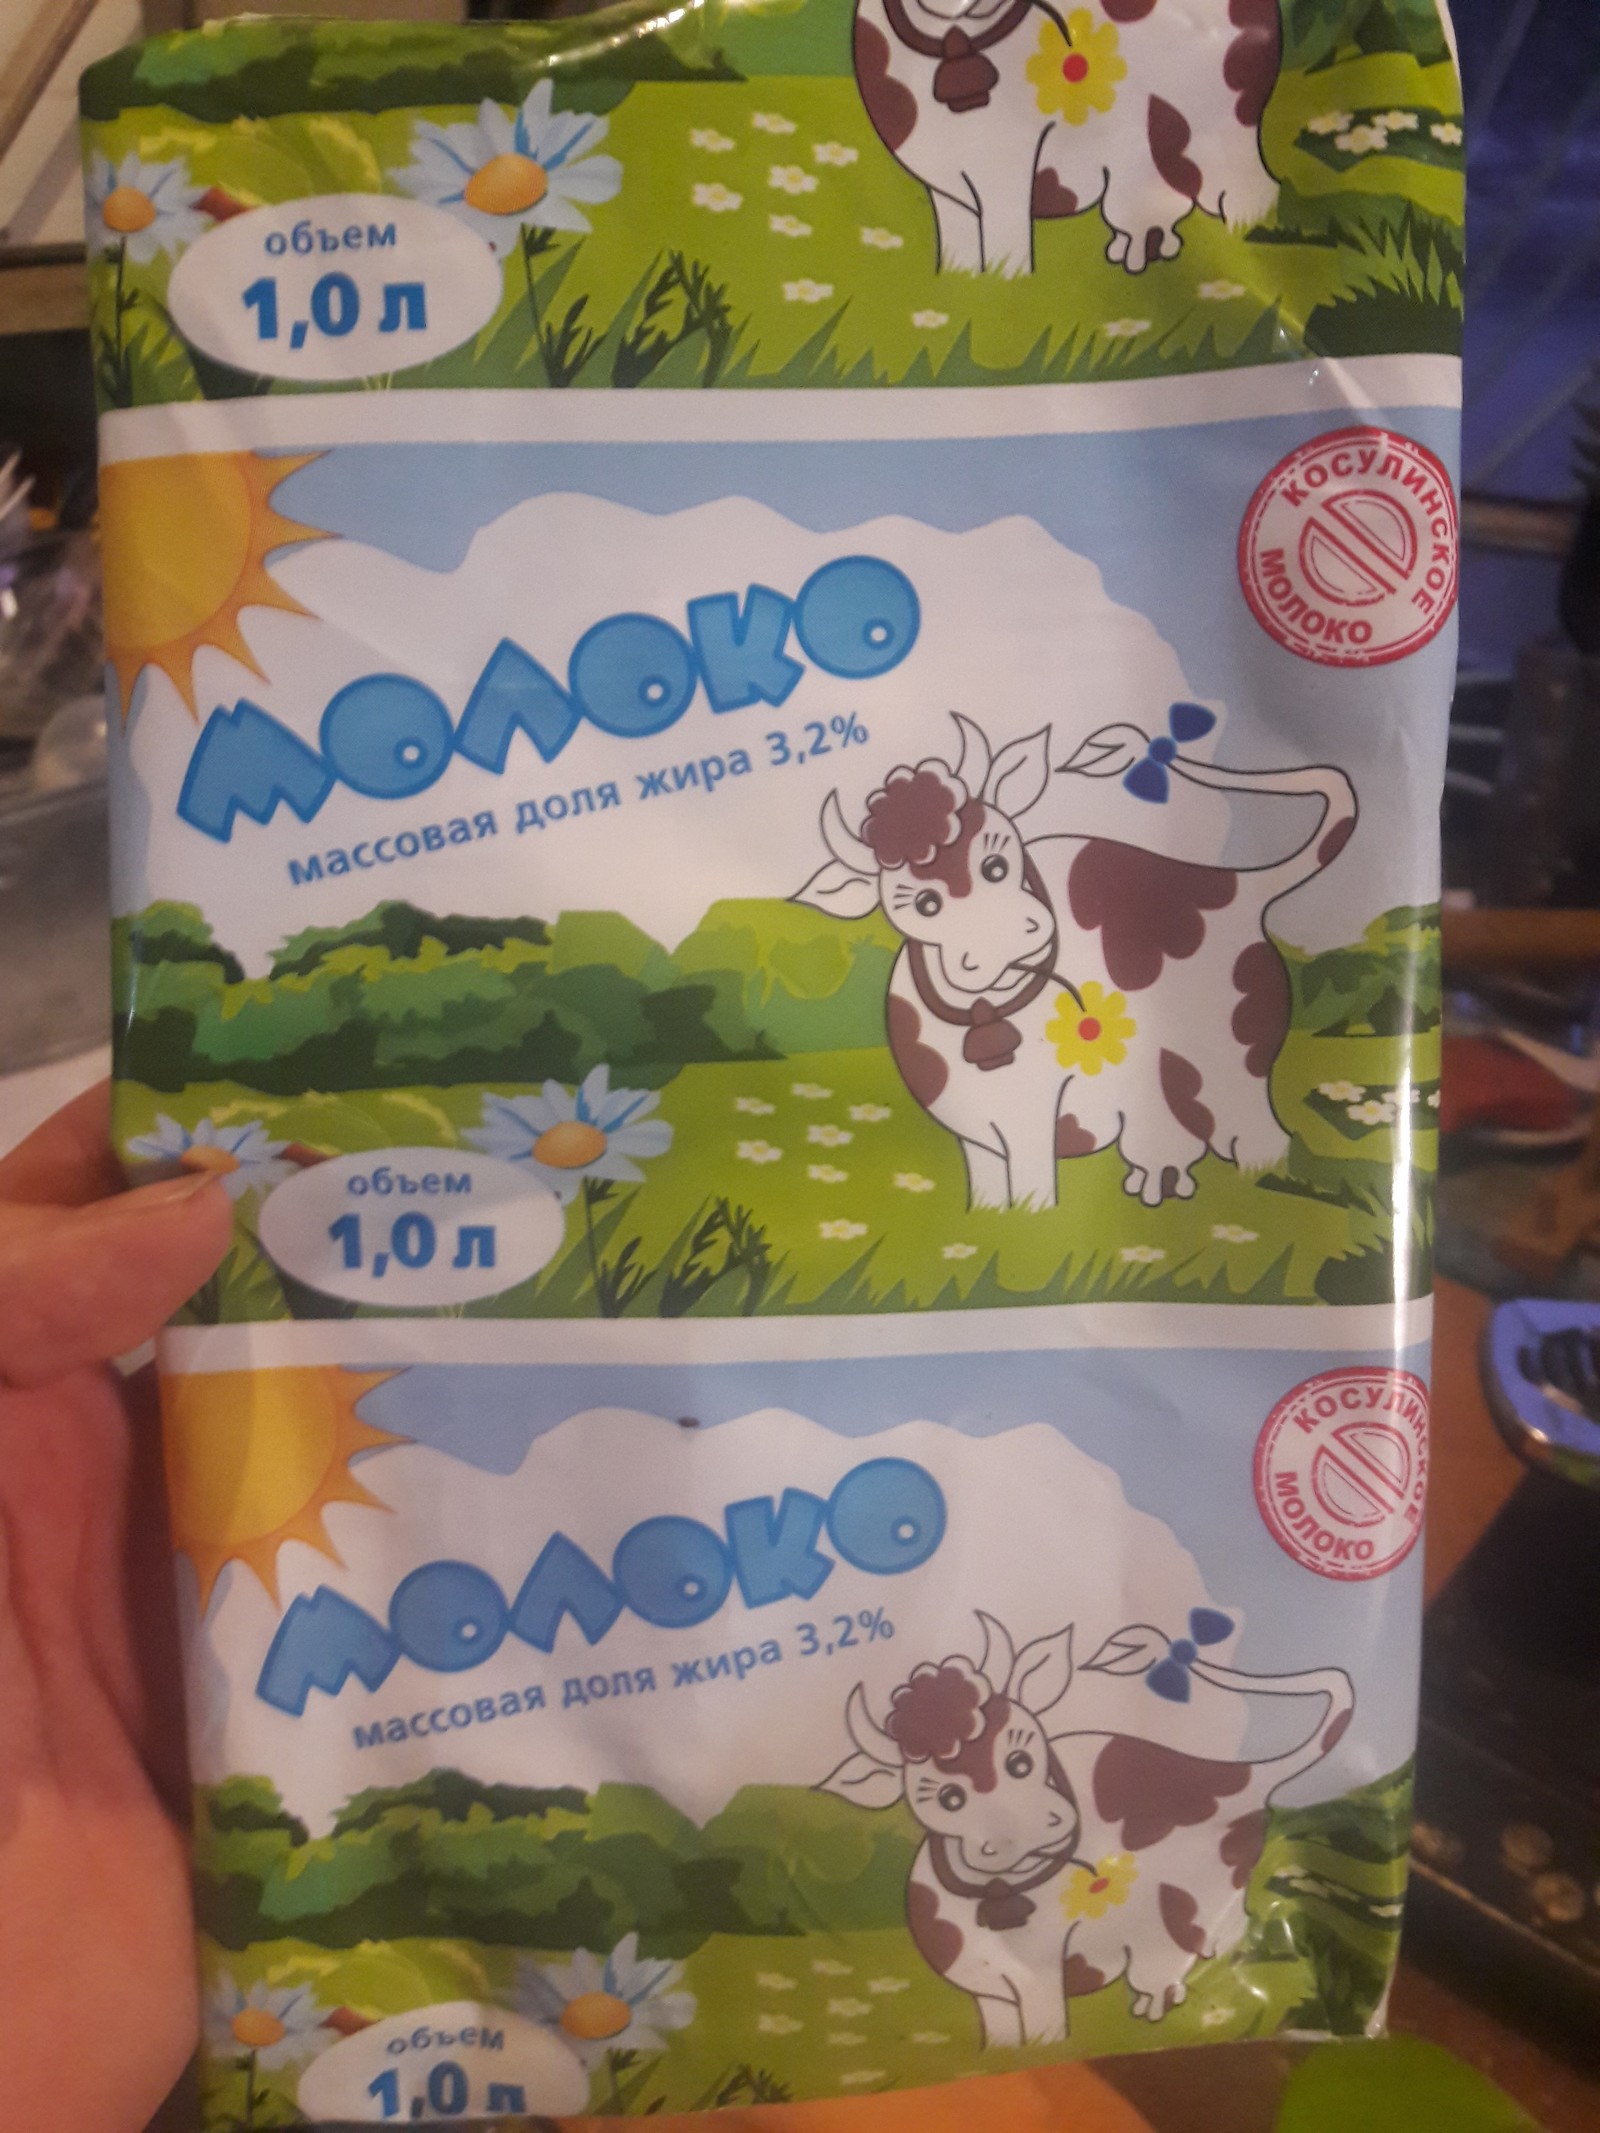 объем
1,0 л
КОСУЛИНСКОЕ
МОЛОКО
МОЛОКО
массовая доля жира 3,2%
объем
1,0 л
КОСУЛИНСКОЕ
МОЛОКО
МОЛОКО
массовая доля жира 3,2%
объем
1,0 л